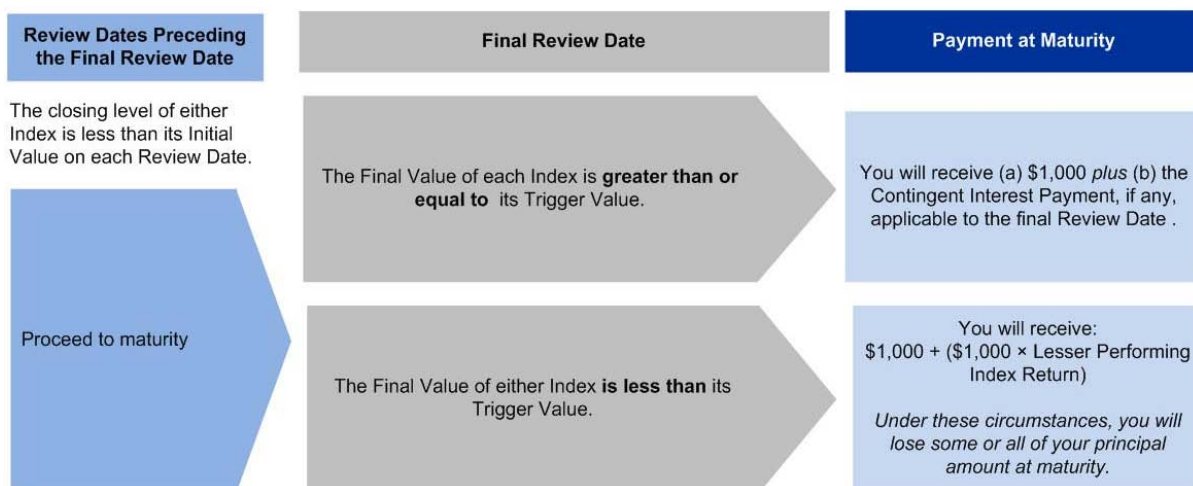 Review Dates Preceding
the Final Review Date
Final Review Date
Payment at Maturity
The closing level of either
Index is less than its Initial
Value on each Review Date.
Proceed to maturity
The Final Value of each Index is greater than or
equal to its Trigger Value.
You will receive (a) $1,000 plus (b) the
Contingent Interest Payment, if any,
applicable to the final Review Date .
The Final Value of either Index is less than its
Trigger Value.
You will receive:
$1,000 + ($1,000 × Lesser Performing
Index Return)
Under these circumstances, you will
lose some or all of your principal
amount at maturity.